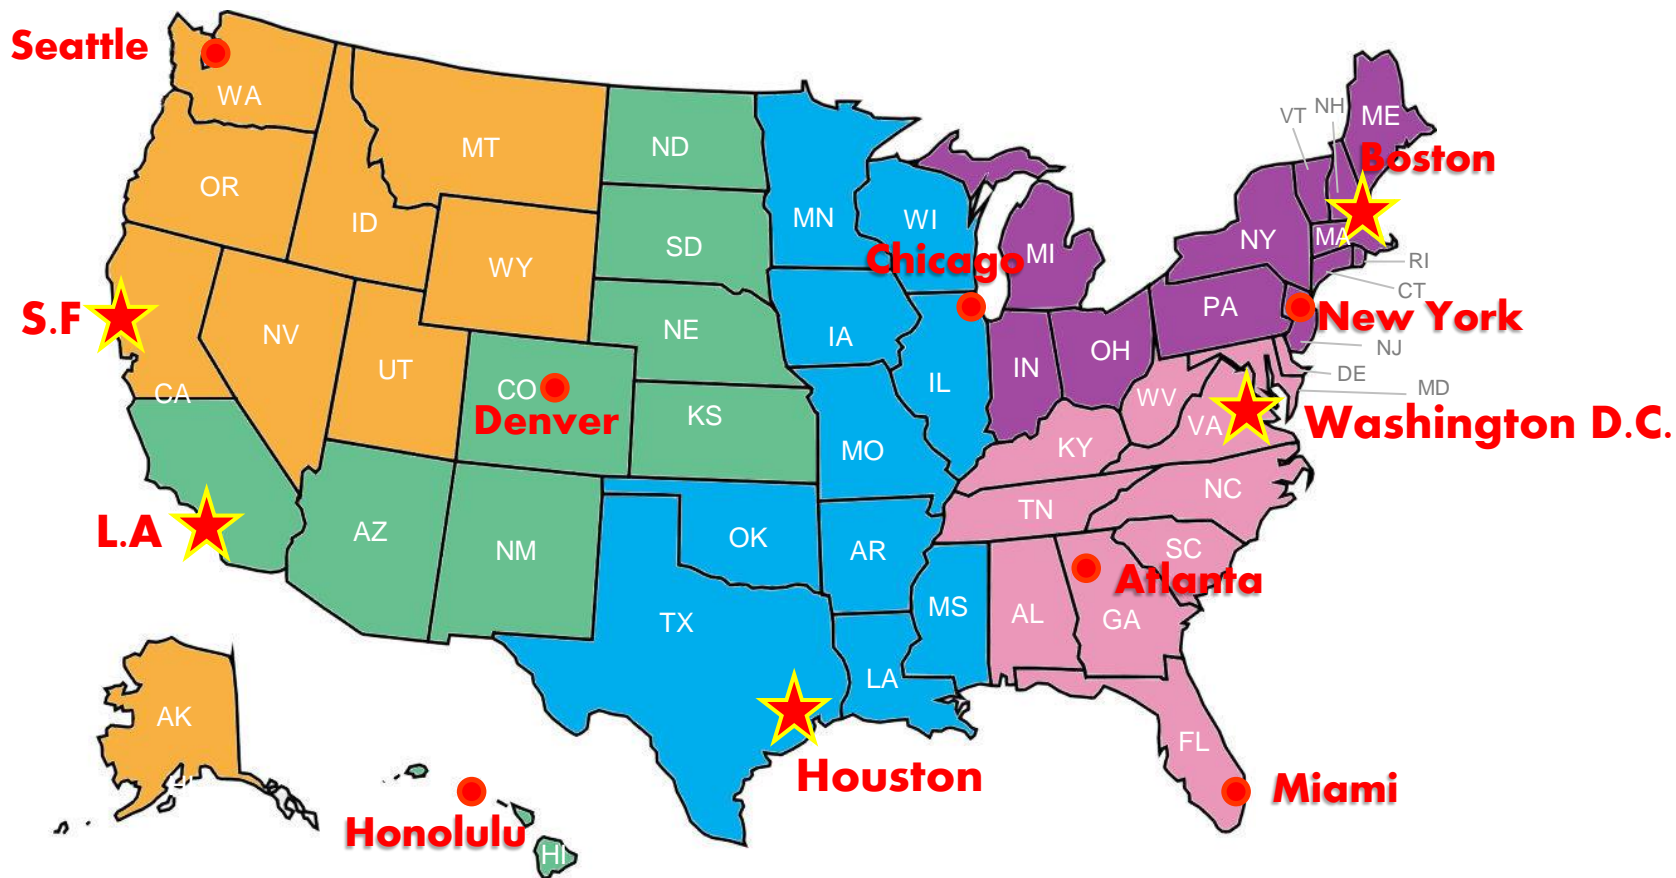 Seattle
WA
MT
ND
OR
ID
MN
WI
VT
NH
ME
Boston
SD
WY
Chicago
MI
NY
MA
RI
CT
S.F
NV
NE
IA
PA
New York
NJ
UT
CO
Denver
KS
IL
IN
OH
DE
MD
CA
WV
VA
Washington D.C.
MO
KY
L.A
AZ
NM
OK
AR
TN
NC
SC
Atlanta
TX
MS
AL
GA
LA
AK
HI
Houston
FL
Miami
Honolulu
HI